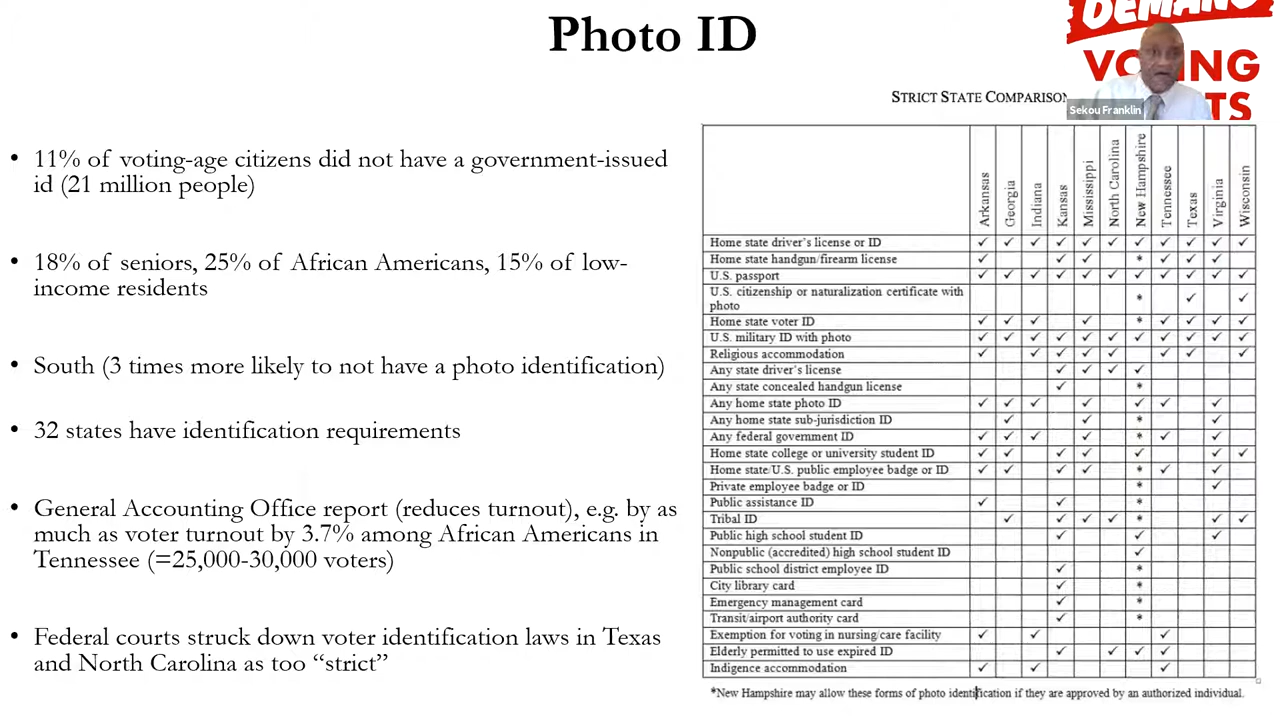 Photo ID
DEMAND
VOTING
TS
Sekou Franklin
STRICT STATE COMPARISON
• 11% of voting-age citizens did not have a government-issued
id (21 million people)
• 18% of seniors, 25% of African Americans, 15% of low-
income residents
• South (3 times more likely to not have a photo identification)
• 32 states have identification requirements
• General Accounting Office report (reduces turnout), e.g. by as
much as voter turnout by 3.7% among African Americans in
Tennessee (=25,000-30,000 voters)
• Federal courts struck down voter identification laws in Texas
and North Carolina as too “strict”
Arkansas Georgia Indiana Kansas Mississippi North Carolina New Hampshire Tennessee Texas Virginia Wisconsin
Home state driver's license or ID ✓ ✓ ✓ ✓ ✓ ✓ ✓ ✓ ✓ ✓ ✓
Home state handgun/firearm license ✓ ✓ ✓ * ✓ ✓ ✓
U.S. passport ✓ ✓ ✓ ✓ ✓ ✓ ✓ ✓ ✓ ✓ ✓
U.S. citizenship or naturalization certificate with
photo * ✓ ✓
Home state voter ID ✓ ✓ ✓ ✓ * ✓ ✓ ✓ ✓
U.S. military ID with photo ✓ ✓ ✓ ✓ ✓ ✓ ✓ ✓ ✓ ✓ ✓
Religious accommodation ✓ ✓ ✓ ✓ ✓ ✓ ✓ ✓
Any state driver's license ✓ ✓ ✓ ✓
Any state concealed handgun license ✓ *
Any home state photo ID ✓ ✓ ✓ ✓ ✓ ✓ ✓
Any home state sub-jurisdiction ID ✓ ✓ * ✓
Any federal government ID ✓ ✓ ✓ ✓ * ✓ ✓
Home state college or university student ID ✓ ✓ ✓ ✓ ✓ ✓ ✓
Home state/U.S. public employee badge or ID ✓ ✓ ✓ ✓ * ✓ ✓
Private employee badge or ID * ✓
Public assistance ID ✓ ✓ *
Tribal ID ✓ ✓ ✓ ✓ * ✓ ✓
Public high school student ID ✓ ✓ ✓
Nonpublic (accredited) high school student ID ✓
Public school district employee ID ✓ *
City library card ✓ *
Emergency management card ✓ *
Transit/airport authority card ✓ *
Exemption for voting in nursing/care facility ✓ ✓ ✓
Elderly permitted to use expired ID ✓ ✓ ✓ ✓
Indigence accommodation ✓ ✓ ✓
*New Hampshire may allow these forms of photo identification if they are approved by an authorized individual.